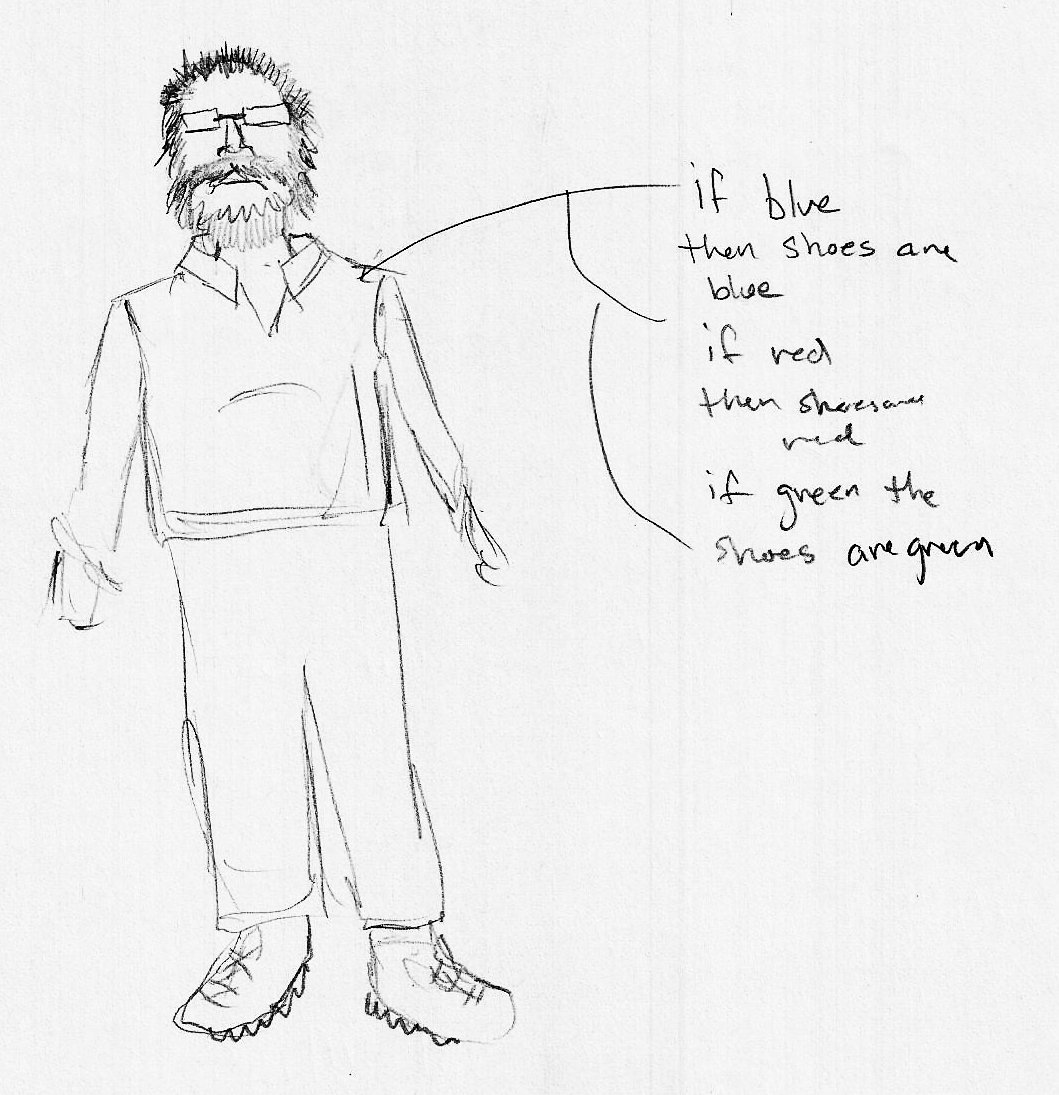 if blue
then shoes are
blue
if red
then shoes are
red
if green the
shoes are green